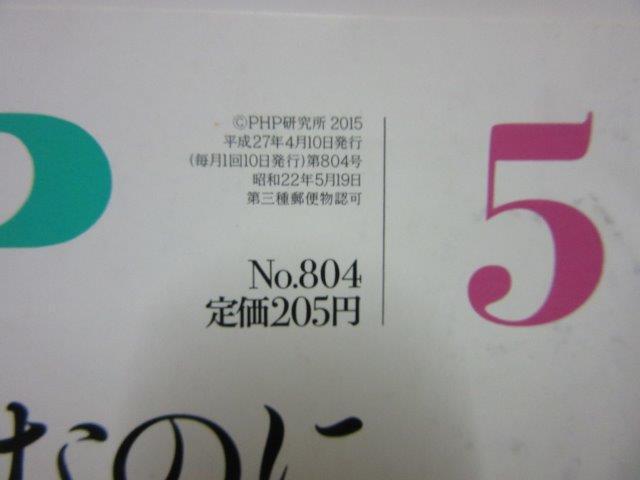 ©PHP研究所 2015
平成27年4月10日発行
(毎月1回10日発行)第804号
昭和22年5月19日
第三種郵便物認可
No.804
定価205円
5
なのに